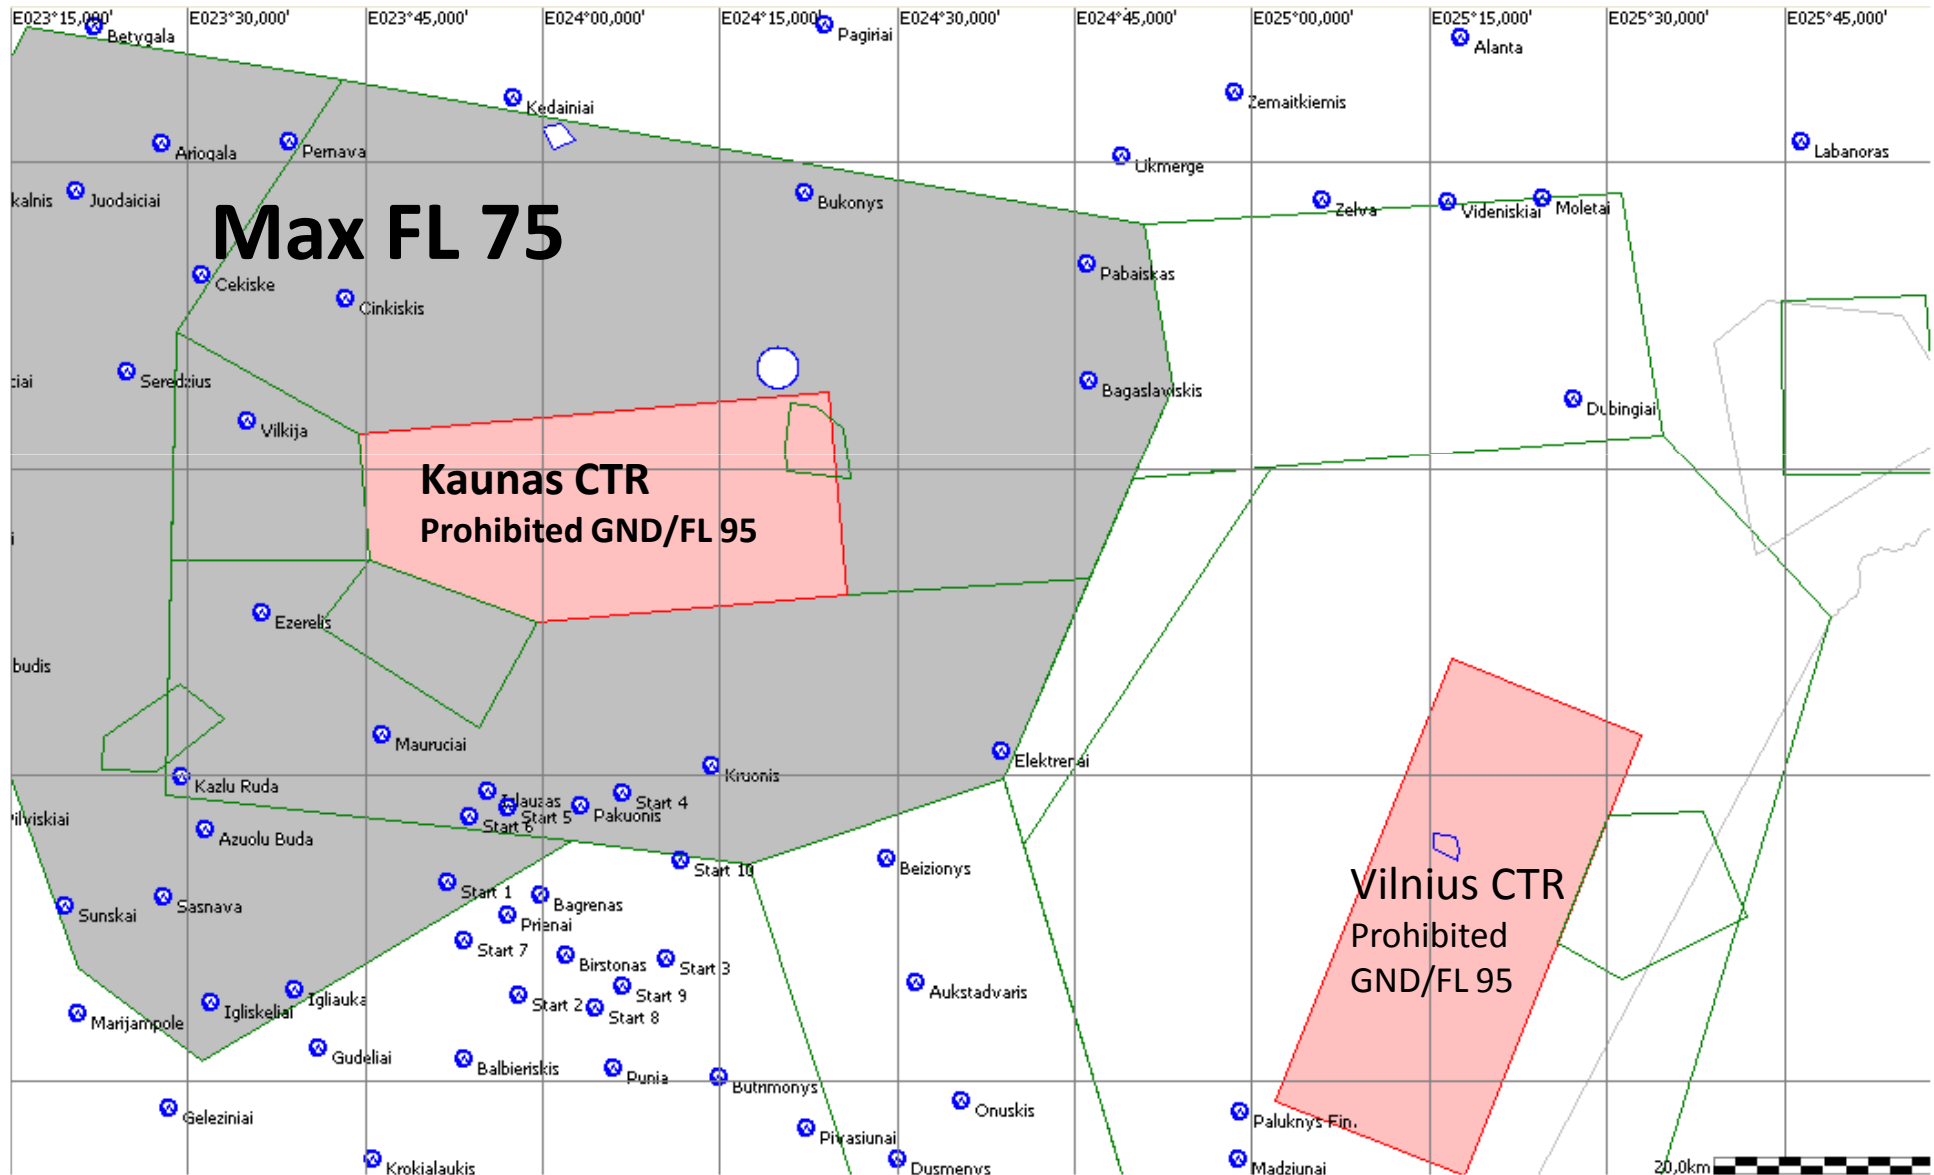 E023°15,000' E023°30,000' E023°45,000' E024°00,000' E024°15,000' E024°30,000' E024°45,000' E025°00,000' E025°15,000' E025°30,000' E025°45,000'
Betygala
Pagiriai
Alanta
Kedainiai
Zemaitkiemis
Ariogala
Pernava
Ukmerge
Labanoras
kalnis
Juodaiciai
Bukonys
Zelva
Videniskiai
Moletai
Max FL 75
Cekiske
Cinkiskis
Pabaiskas
ciai
Seredzius
Bagaslaviskis
Dubingiai
Vilkija
Kaunas CTR
Prohibited GND/FL 95
i
Ezerelis
budis
Mauruciai
Kazlu Ruda
Kruonis
Elektrenai
Islauzas
Start 4
Start 5
Pakuonis
Start 6
Pilviskiai
Azuolu Buda
Start 10
Beizionys
Start 1
Bagrenas
Vilnius CTR
Prohibited
GND/FL 95
Sunskai
Sasnava
Prienai
Start 7
Birstonas
Start 3
Start 9
Start 2
Start 8
Aukstadvaris
Igliauka
Igliskeliai
Marijampole
Gudeliai
Balbieriskis
Punia
Butrimonys
Onuskis
Geleziniai
Paluknys Fin.
Pivasiunai
Krokialaukis
Dusmenys
Madziunai
20,0km